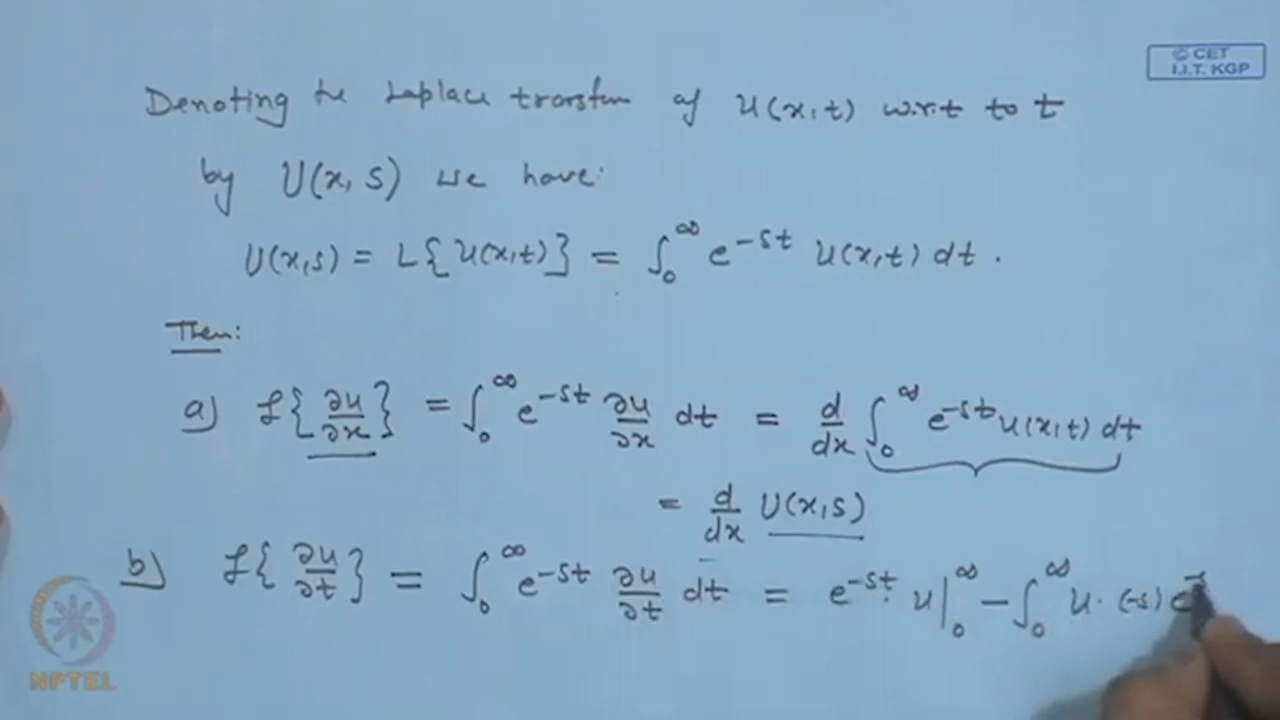 © CET
I.I.T. KGP
Denoting the Laplace transfm of u(x,t) w.r.t to t
by U(x, s) we have:
U(x,s) = L{u(x,t)} = ∫₀^∞ e^{-st} u(x,t) dt .
Then:
a) ℒ{∂u/∂x} = ∫₀^∞ e^{-st} ∂u/∂x dt = d/dx ∫₀^∞ e^{-st} u(x,t) dt
= d/dx U(x,s)
b) ℒ{∂u/∂t} = ∫₀^∞ e^{-st} ∂u/∂t dt = e^{-st}. u|₀^∞ - ∫₀^∞ u. (-s) e^-
NPTEL